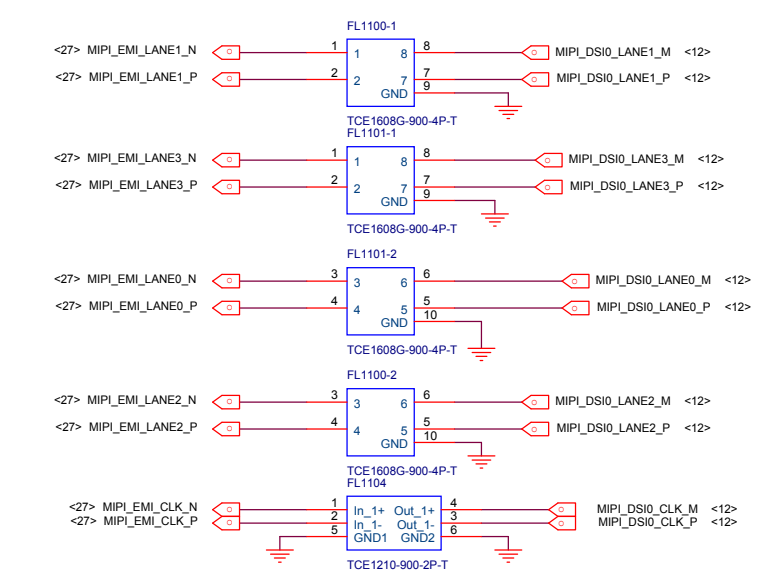 FL1100-1
<27> MIPI_EMI_LANE1_N 1 1 8 8 MIPI_DSI0_LANE1_M <12>
<27> MIPI_EMI_LANE1_P 2 2 7 7 MIPI_DSI0_LANE1_P <12>
GND 9
TCE1608G-900-4P-T
FL1101-1
<27> MIPI_EMI_LANE3_N 1 1 8 8 MIPI_DSI0_LANE3_M <12>
<27> MIPI_EMI_LANE3_P 2 2 7 7 MIPI_DSI0_LANE3_P <12>
GND 9
TCE1608G-900-4P-T
FL1101-2
<27> MIPI_EMI_LANE0_N 3 3 6 6 MIPI_DSI0_LANE0_M <12>
<27> MIPI_EMI_LANE0_P 4 4 5 5 MIPI_DSI0_LANE0_P <12>
GND 10
TCE1608G-900-4P-T
FL1100-2
<27> MIPI_EMI_LANE2_N 3 3 6 6 MIPI_DSI0_LANE2_M <12>
<27> MIPI_EMI_LANE2_P 4 4 5 5 MIPI_DSI0_LANE2_P <12>
GND 10
TCE1608G-900-4P-T
FL1104
<27> MIPI_EMI_CLK_N 1 In_1+ Out_1+ 4 MIPI_DSI0_CLK_M <12>
<27> MIPI_EMI_CLK_P 2 In_1- Out_1- 3 MIPI_DSI0_CLK_P <12>
5 GND1 GND2 6
TCE1210-900-2P-T